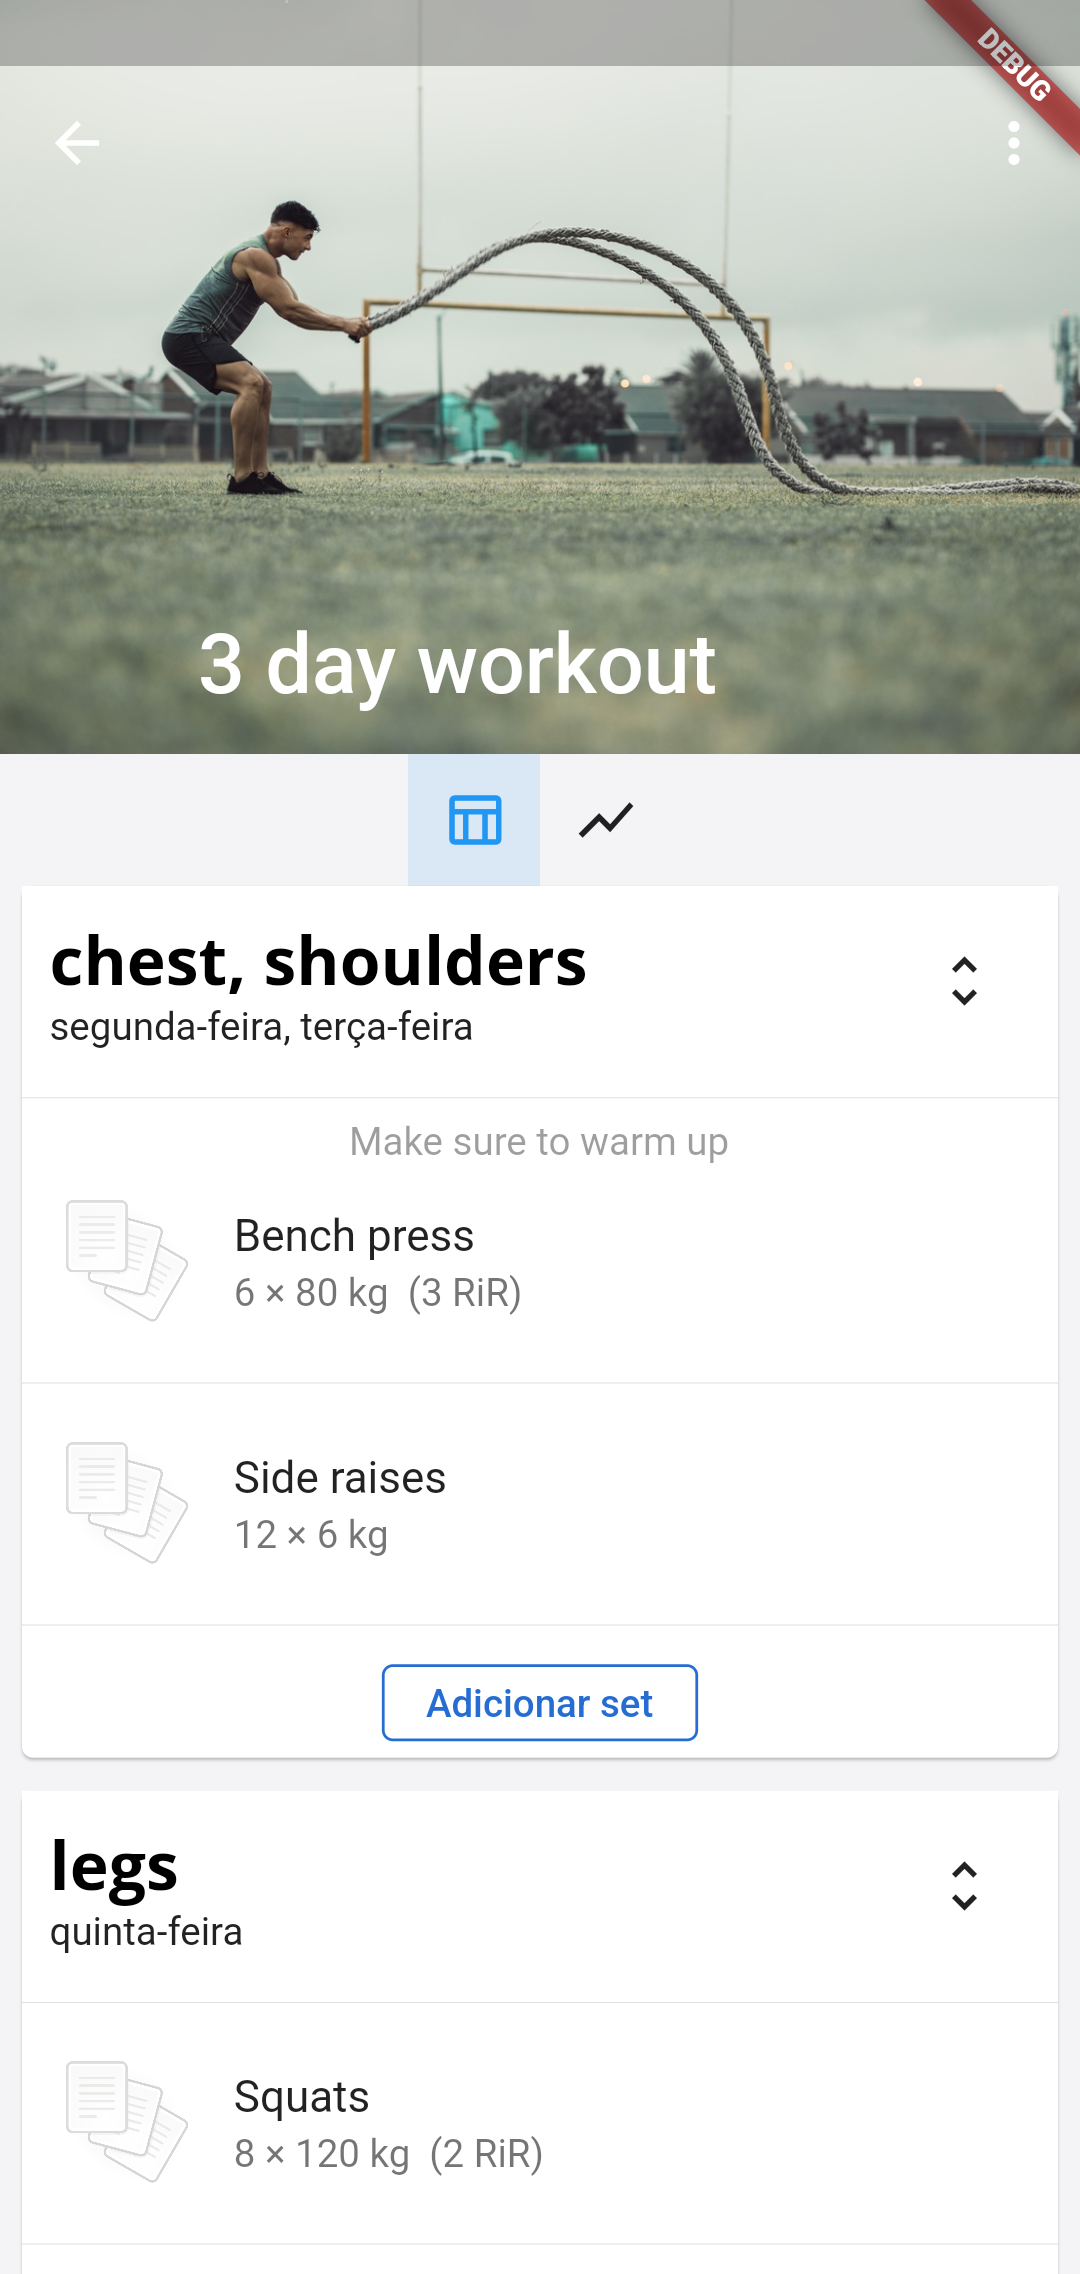 DEBUG
3 day workout
chest, shoulders
segunda-feira, terça-feira
Make sure to warm up
Bench press
6 × 80 kg (3 RiR)
Side raises
12 × 6 kg
Adicionar set
legs
quinta-feira
Squats
8 × 120 kg (2 RiR)